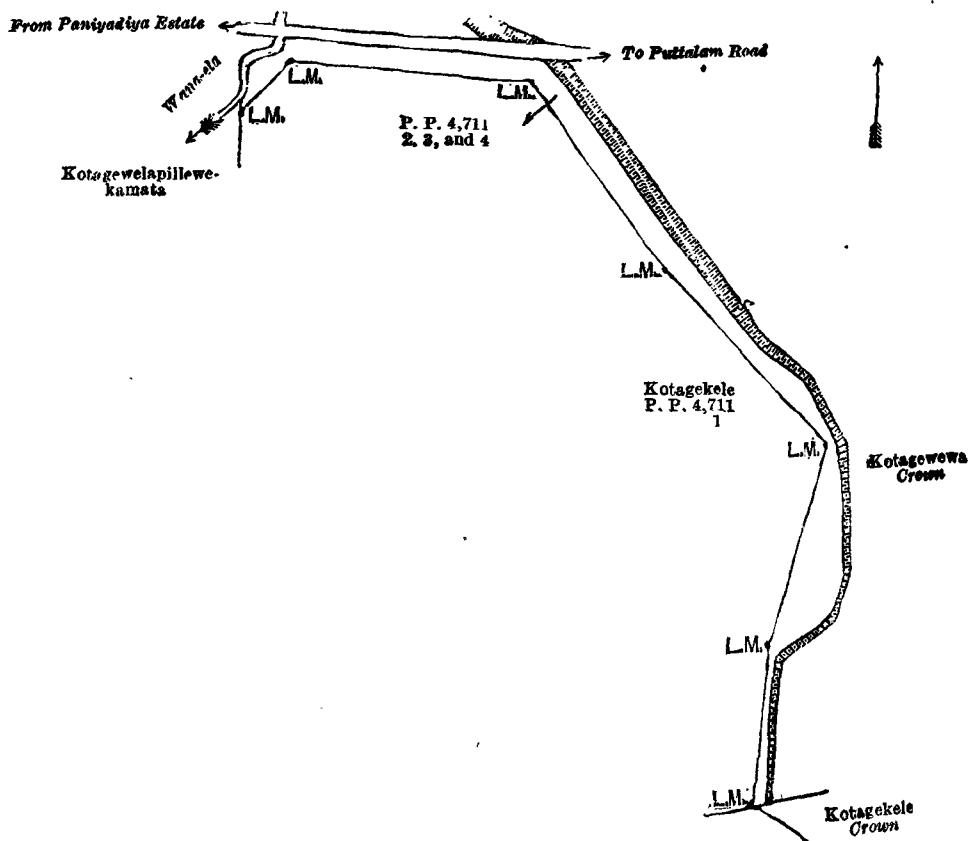 From Paniyadiya Estate
To Puttalam Road
Wana-ela
L.M.
L.M.
L.M.
P. P. 4,711
2, 3, and 4
Kotagewelapillewe-
kamata
L.M.
Kotagekele
P. P. 4,711
1
L.M.
Kotagewewa
Crown
L.M.
L.M.
Kotagekele
Crown